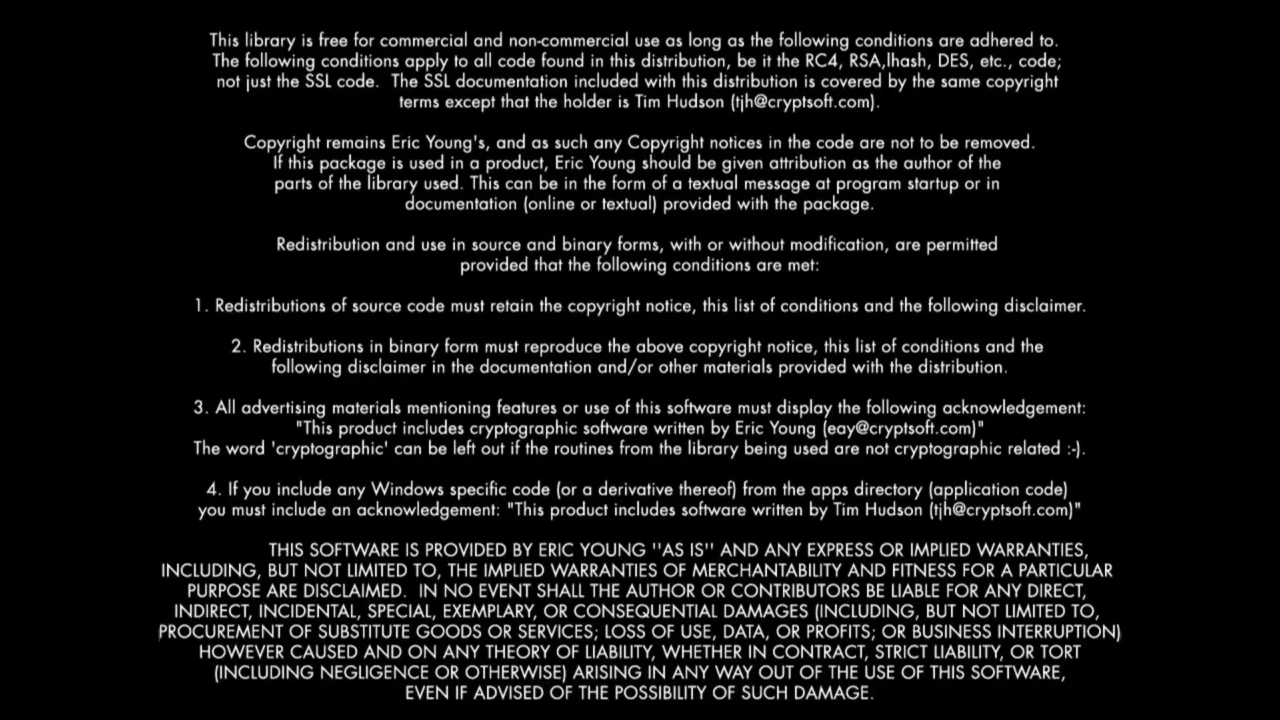 This library is free for commercial and non-commercial use as long as the following conditions are adhered to.
The following conditions apply to all code found in this distribution, be it the RC4, RSA,lhash, DES, etc., code;
not just the SSL code.  The SSL documentation included with this distribution is covered by the same copyright
terms except that the holder is Tim Hudson (tjh@cryptsoft.com).
Copyright remains Eric Young's, and as such any Copyright notices in the code are not to be removed.
If this package is used in a product, Eric Young should be given attribution as the author of the
parts of the library used. This can be in the form of a textual message at program startup or in
documentation (online or textual) provided with the package.
Redistribution and use in source and binary forms, with or without modification, are permitted
provided that the following conditions are met:
1. Redistributions of source code must retain the copyright notice, this list of conditions and the following disclaimer.
2. Redistributions in binary form must reproduce the above copyright notice, this list of conditions and the
following disclaimer in the documentation and/or other materials provided with the distribution.
3. All advertising materials mentioning features or use of this software must display the following acknowledgement:
"This product includes cryptographic software written by Eric Young (eay@cryptsoft.com)"
The word 'cryptographic' can be left out if the routines from the library being used are not cryptographic related :-).
4. If you include any Windows specific code (or a derivative thereof) from the apps directory (application code)
you must include an acknowledgement: "This product includes software written by Tim Hudson (tjh@cryptsoft.com)"
THIS SOFTWARE IS PROVIDED BY ERIC YOUNG ''AS IS'' AND ANY EXPRESS OR IMPLIED WARRANTIES,
INCLUDING, BUT NOT LIMITED TO, THE IMPLIED WARRANTIES OF MERCHANTABILITY AND FITNESS FOR A PARTICULAR
PURPOSE ARE DISCLAIMED.  IN NO EVENT SHALL THE AUTHOR OR CONTRIBUTORS BE LIABLE FOR ANY DIRECT,
INDIRECT, INCIDENTAL, SPECIAL, EXEMPLARY, OR CONSEQUENTIAL DAMAGES (INCLUDING, BUT NOT LIMITED TO,
PROCUREMENT OF SUBSTITUTE GOODS OR SERVICES; LOSS OF USE, DATA, OR PROFITS; OR BUSINESS INTERRUPTION)
HOWEVER CAUSED AND ON ANY THEORY OF LIABILITY, WHETHER IN CONTRACT, STRICT LIABILITY, OR TORT
(INCLUDING NEGLIGENCE OR OTHERWISE) ARISING IN ANY WAY OUT OF THE USE OF THIS SOFTWARE,
EVEN IF ADVISED OF THE POSSIBILITY OF SUCH DAMAGE.